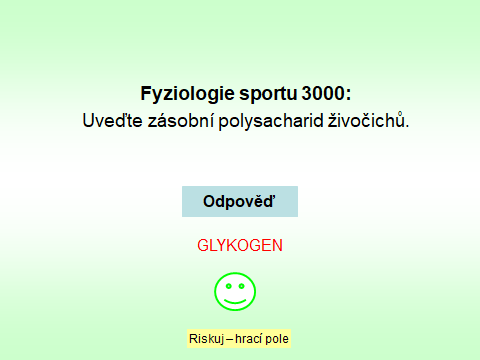 Fyziologie sportu 3000:
Uveďte zásobní polysacharid živočichů.
Odpověď
GLYKOGEN
Riskuj – hrací pole